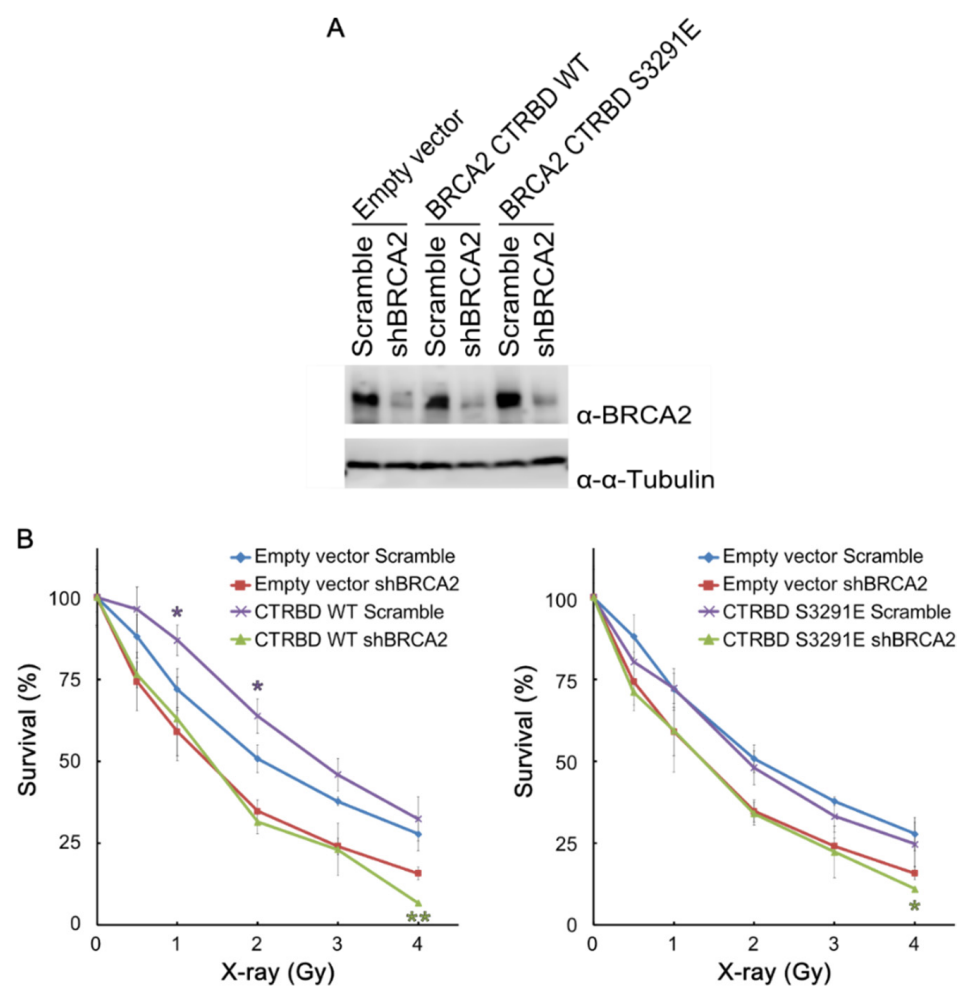 A
Empty vector
BRCA2 CTRBD WT
BRCA2 CTRBD S3291E
Scramble
shBRCA2
Scramble
shBRCA2
Scramble
shBRCA2
α-BRCA2
α-α-Tubulin
B
Empty vector Scramble
Empty vector shBRCA2
CTRBD WT Scramble
CTRBD WT shBRCA2
Survival (%)
100
75
50
25
0
*
*
**
0 1 2 3 4
X-ray (Gy)
Empty vector Scramble
Empty vector shBRCA2
CTRBD S3291E Scramble
CTRBD S3291E shBRCA2
Survival (%)
100
75
50
25
0
*
0 1 2 3 4
X-ray (Gy)